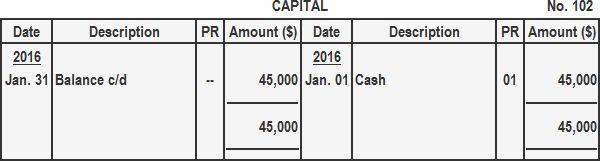 CAPITAL No. 102
Date Description PR Amount ($) Date Description PR Amount ($)
2016 2016
Jan. 31 Balance c/d -- 45,000 Jan. 01 Cash 01 45,000
45,000 45,000